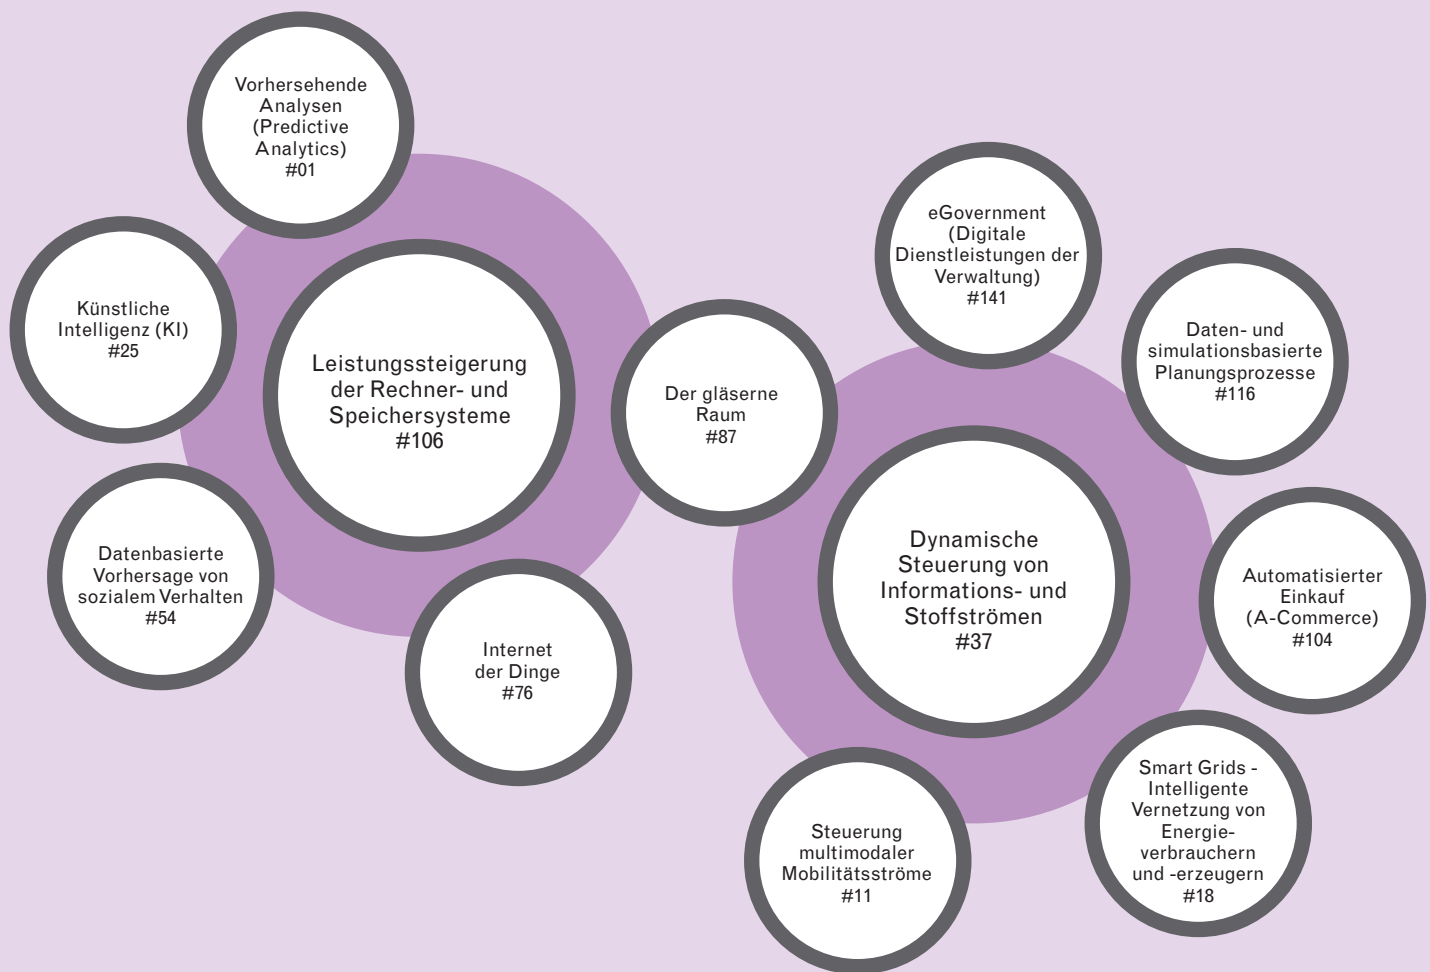 Vorhersehende
Analysen
(Predictive
Analytics)
#01
Künstliche
Intelligenz (KI)
#25
Leistungssteigerung
der Rechner- und
Speichersysteme
#106
Datenbasierte
Vorhersage von
sozialem Verhalten
#54
Internet
der Dinge
#76
Der gläserne
Raum
#87
eGovernment
(Digitale
Dienstleistungen der
Verwaltung)
#141
Daten- und
simulationsbasierte
Planungsprozesse
#116
Dynamische
Steuerung von
Informations- und
Stoffströmen
#37
Automatisierter
Einkauf
(A-Commerce)
#104
Smart Grids -
Intelligente
Vernetzung von
Energie-
verbrauchern
und -erzeugern
#18
Steuerung
multimodaler
Mobilitätsströme
#11